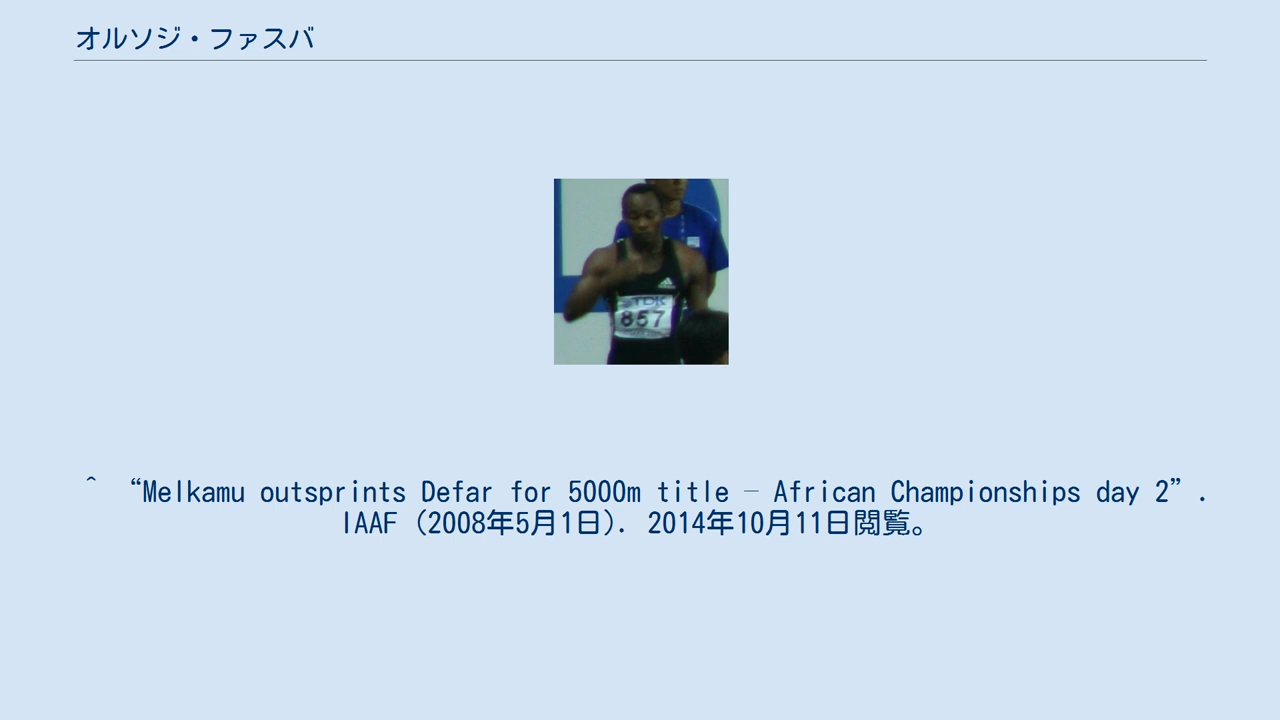 オルソジ・ファスバ
TDK
857
^ “Melkamu outsprints Defar for 5000m title – African Championships day 2” .
IAAF (2008年5月1日). 2014年10月11日閲覧。